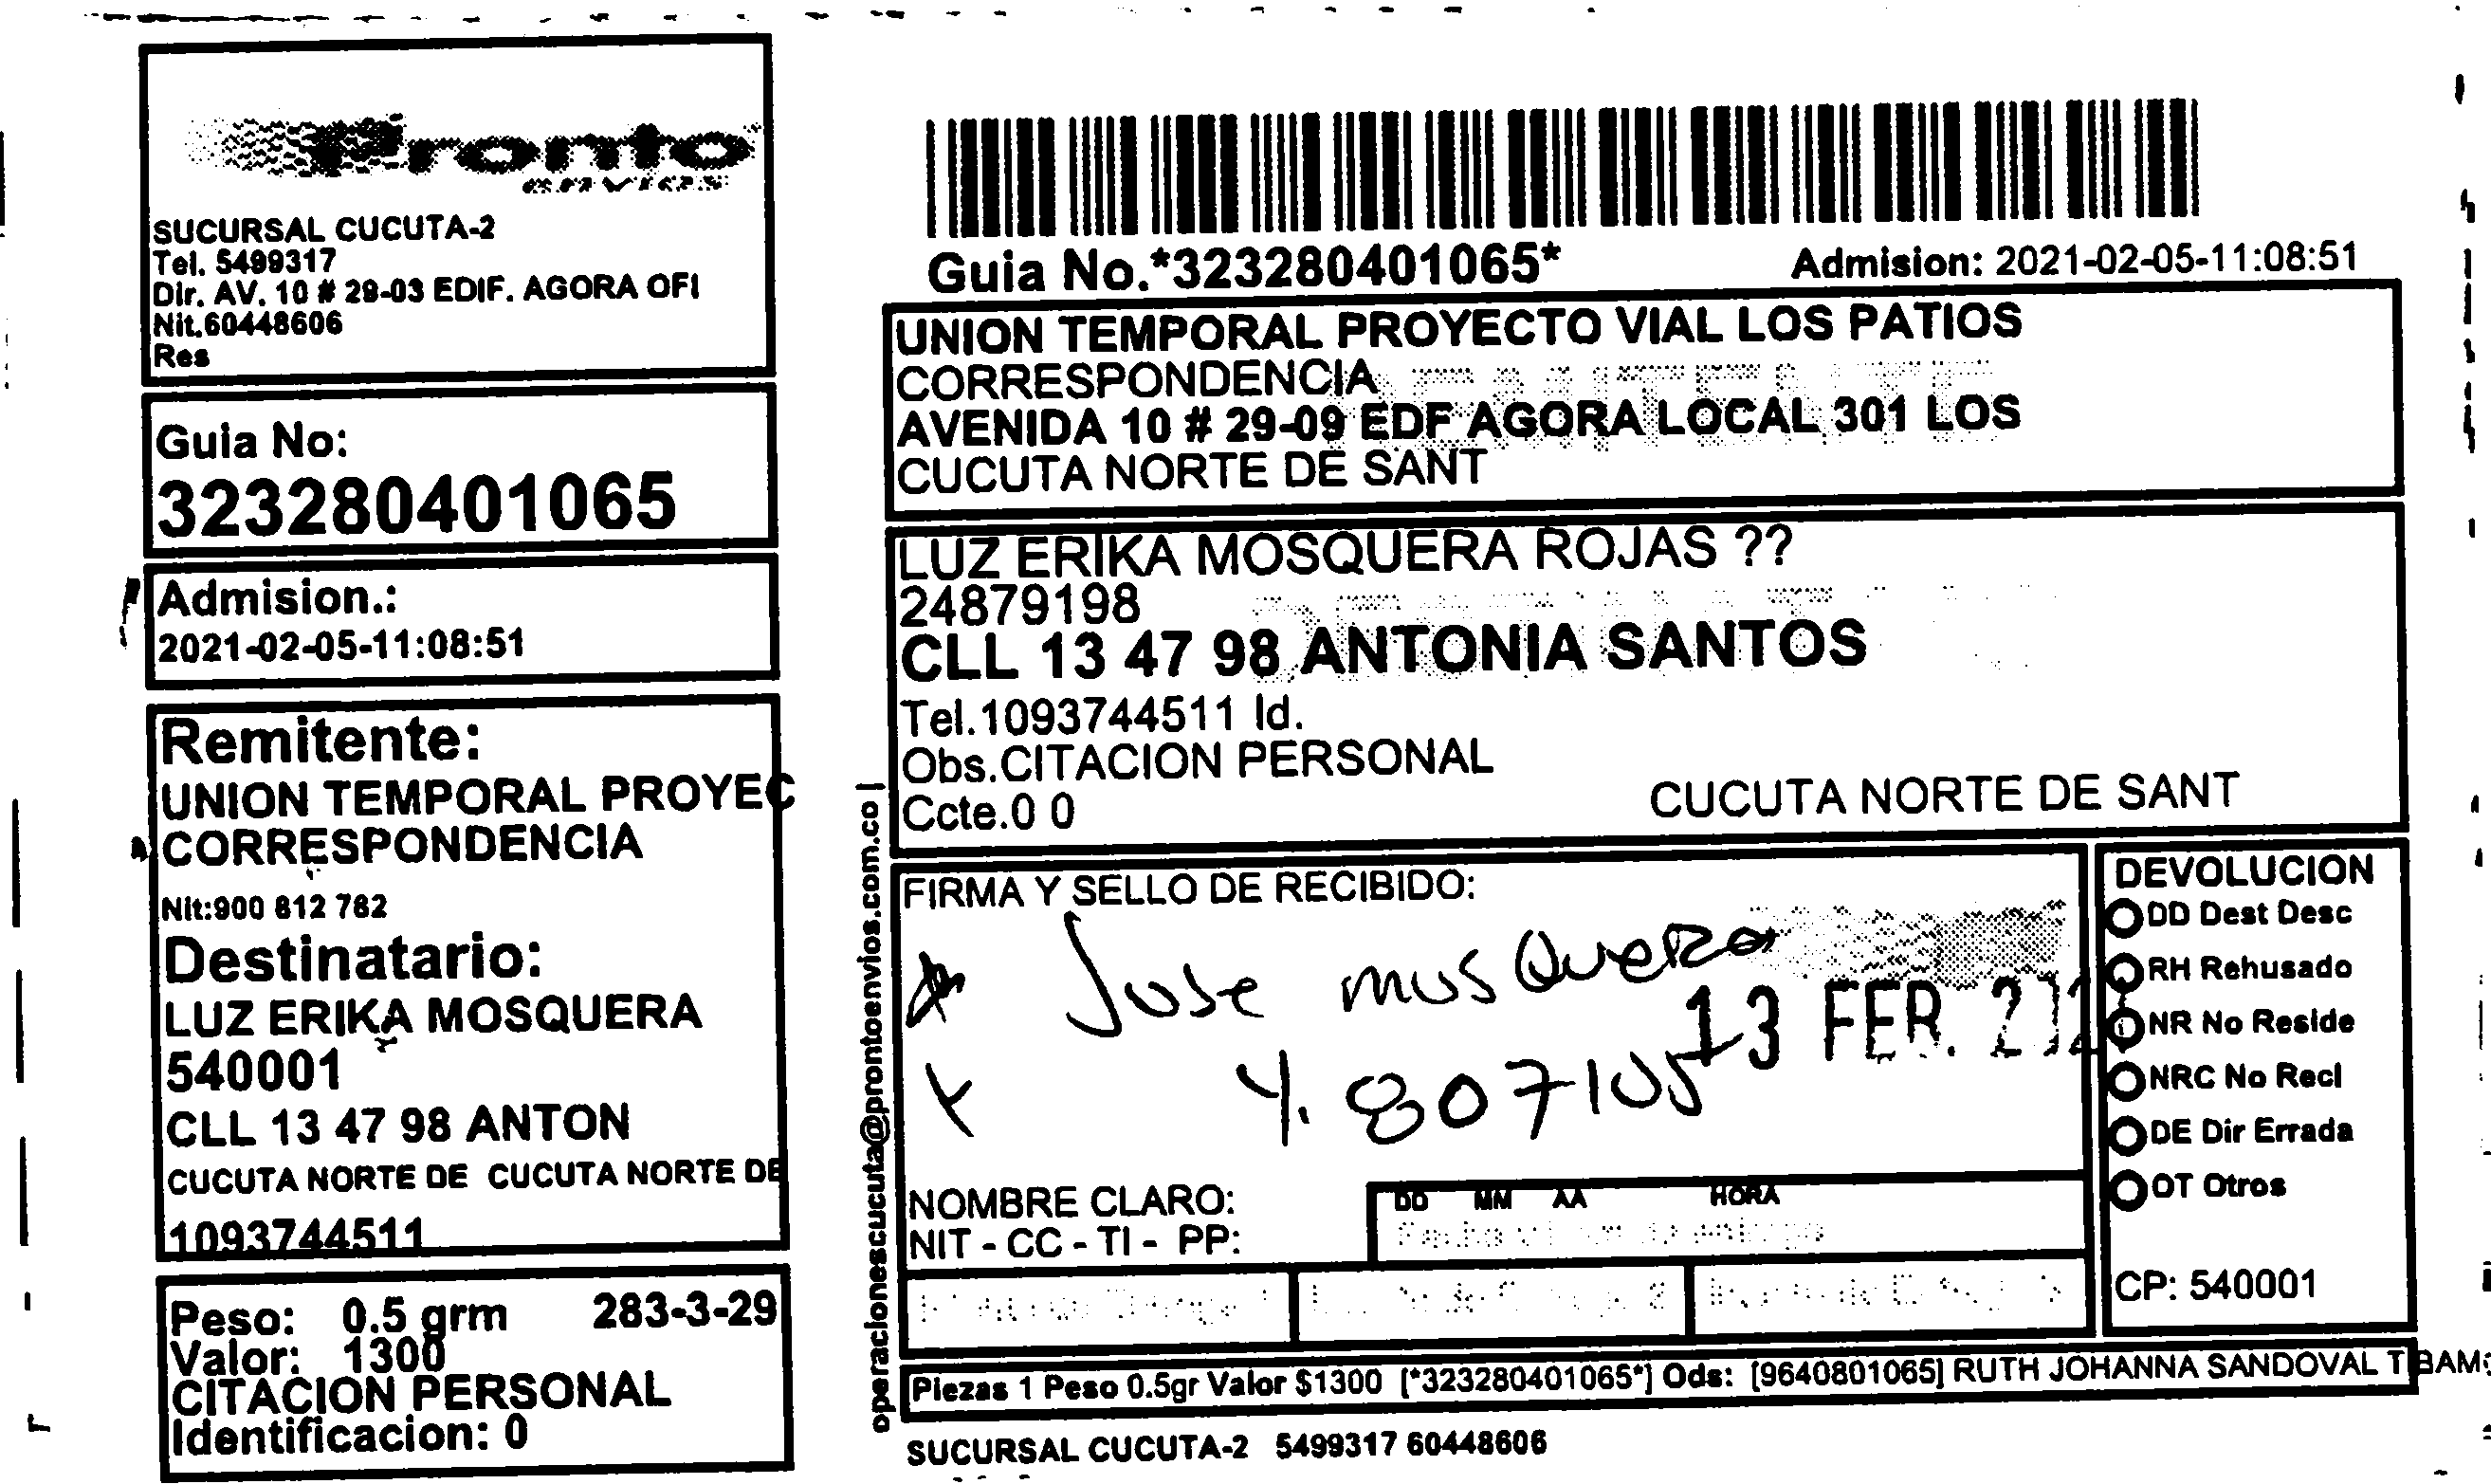 Pronto
envios
SUCURSAL CUCUTA-2
Tel. 5499317
Dir. AV. 10 # 29-03 EDIF. AGORA OFI
Nit.60448606
Res
Guia No:
323280401065
Admision.:
2021-02-05-11:08:51
Remitente:
UNION TEMPORAL PROYEC
CORRESPONDENCIA
Nit:900 812 782
Destinatario:
LUZ ERIKA MOSQUERA
540001
CLL 13 47 98 ANTON
CUCUTA NORTE DE CUCUTA NORTE DE
1093744511
Peso: 0.5 grm 283-3-29
Valor: 1300
CITACION PERSONAL
Identificacion: 0
Guia No.*323280401065* Admision: 2021-02-05-11:08:51
UNION TEMPORAL PROYECTO VIAL LOS PATIOS
CORRESPONDENCIA
REMITENTE
AVENIDA 10 # 29-09 EDF AGORA LOCAL 301 LOS
CUCUTA NORTE DE SANT
LUZ ERIKA MOSQUERA ROJAS ??
24879198
CLL 13 47 98 ANTONIA SANTOS
Tel.1093744511 Id.
Obs.CITACION PERSONAL
Ccte.0 0 CUCUTA NORTE DE SANT
operacionescucuta@prontoenvios.com.co |
FIRMA Y SELLO DE RECIBIDO:
Jose musQuera
13 FEB. 202
4.807105
NOMBRE CLARO:
NIT - CC - TI - PP:
DD MM AA HORA
DEVOLUCION
DD Dest Desc
RH Rehusado
NR No Reside
NRC No Recl
DE Dir Errada
OT Otros
CP: 540001
Piezas 1 Peso 0.5gr Valor $1300 [*323280401065*] Ods: [9640801065] RUTH JOHANNA SANDOVAL TIBAM
SUCURSAL CUCUTA-2 5499317 60448606